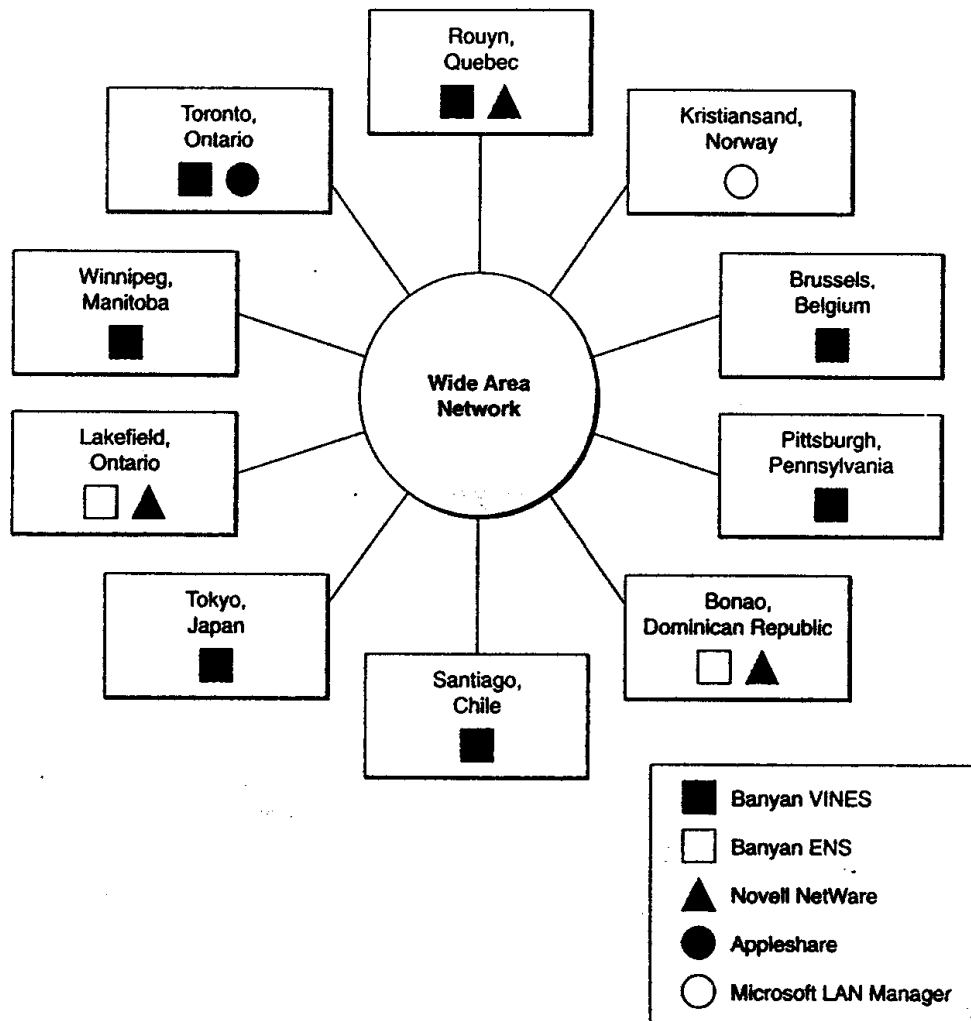 Rouyn,
Quebec
Toronto,
Ontario
Kristiansand,
Norway
Winnipeg,
Manitoba
Brussels,
Belgium
Wide Area
Network
Lakefield,
Ontario
Pittsburgh,
Pennsylvania
Tokyo,
Japan
Bonao,
Dominican Republic
Santiago,
Chile
Banyan VINES
Banyan ENS
Novell NetWare
Appleshare
Microsoft LAN Manager